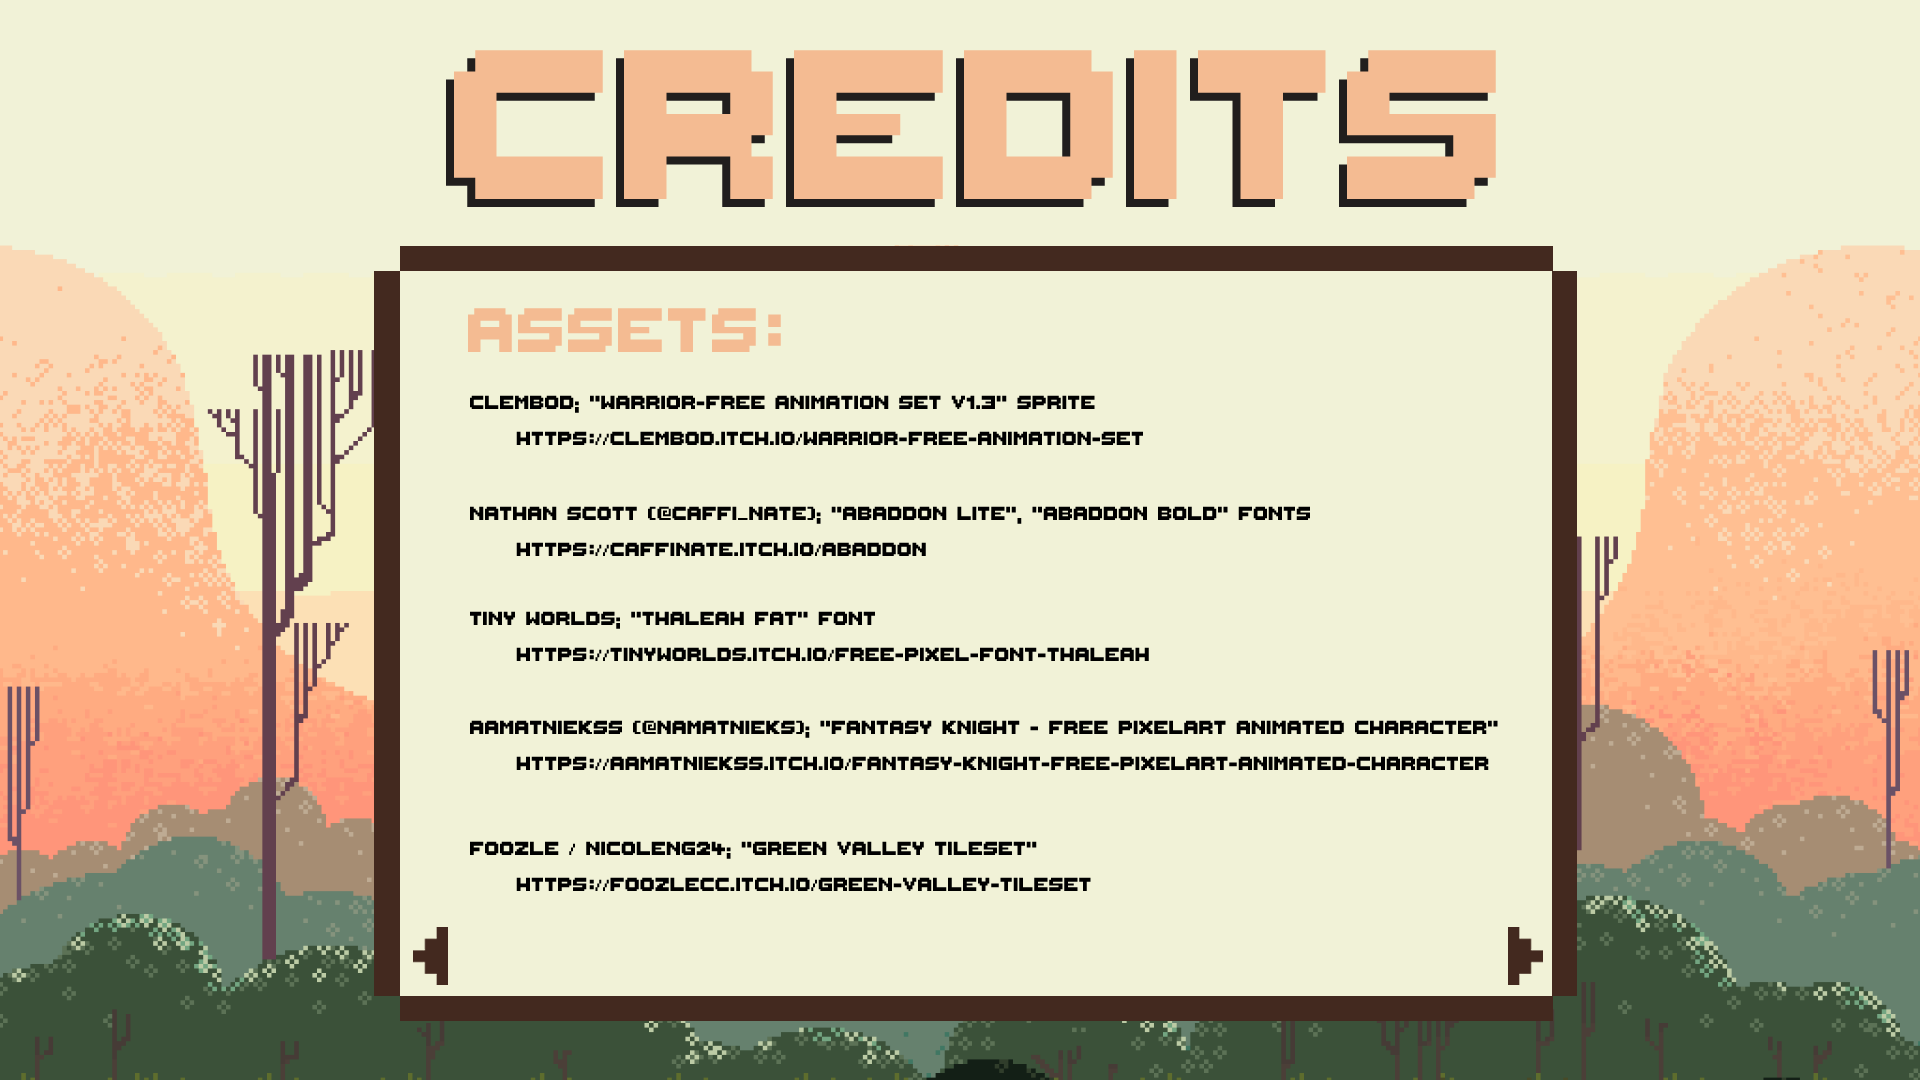 CREDITS
ASSETS:
CLEMBOD; "WARRIOR-FREE ANIMATION SET V1.3" SPRITE
HTTPS://CLEMBOD.ITCH.IO/WARRIOR-FREE-ANIMATION-SET
NATHAN SCOTT (@CAFFI_NATE); "ABADDON LITE", "ABADDON BOLD" FONTS
HTTPS://CAFFINATE.ITCH.IO/ABADDON
TINY WORLDS; "THALEAH FAT" FONT
HTTPS://TINYWORLDS.ITCH.IO/FREE-PIXEL-FONT-THALEAH
AAMATNIEKSS (@NAMATNIEKS); "FANTASY KNIGHT - FREE PIXELART ANIMATED CHARACTER"
HTTPS://AAMATNIEKSS.ITCH.IO/FANTASY-KNIGHT-FREE-PIXELART-ANIMATED-CHARACTER
FOOZLE / NICOLENG24; "GREEN VALLEY TILESET"
HTTPS://FOOZLECC.ITCH.IO/GREEN-VALLEY-TILESET